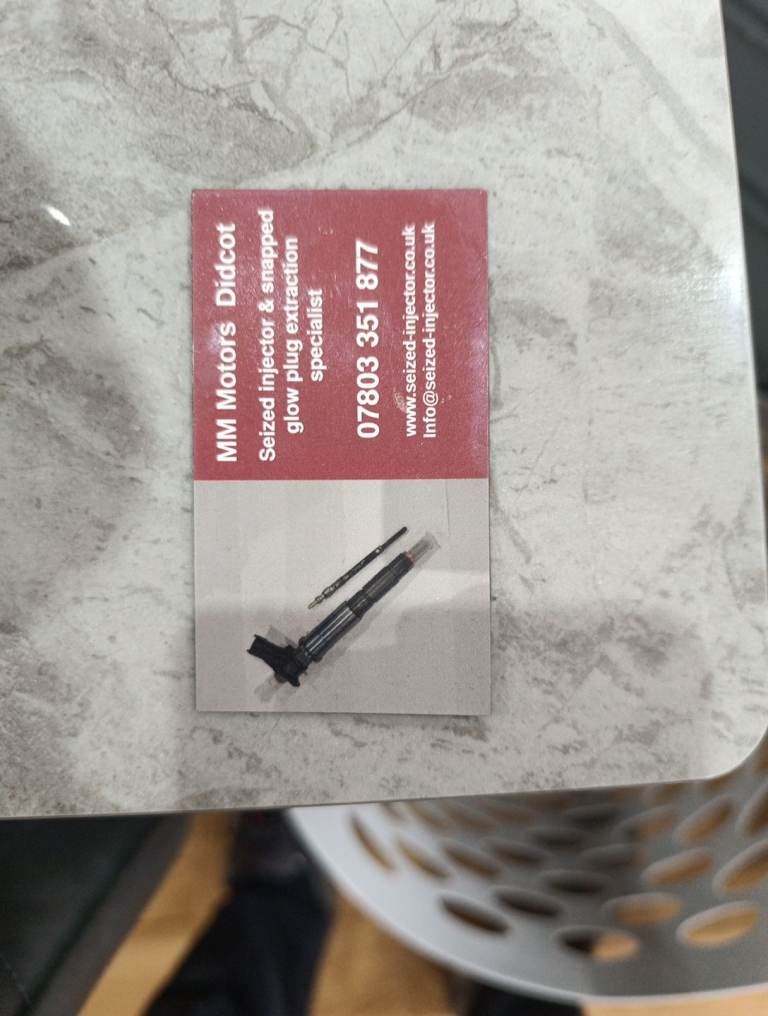 MM Motors Didcot
Seized injector & snapped
glow plug extraction
specialist
07803 351 877
www.seized-injector.co.uk
Info@seized-injector.co.uk